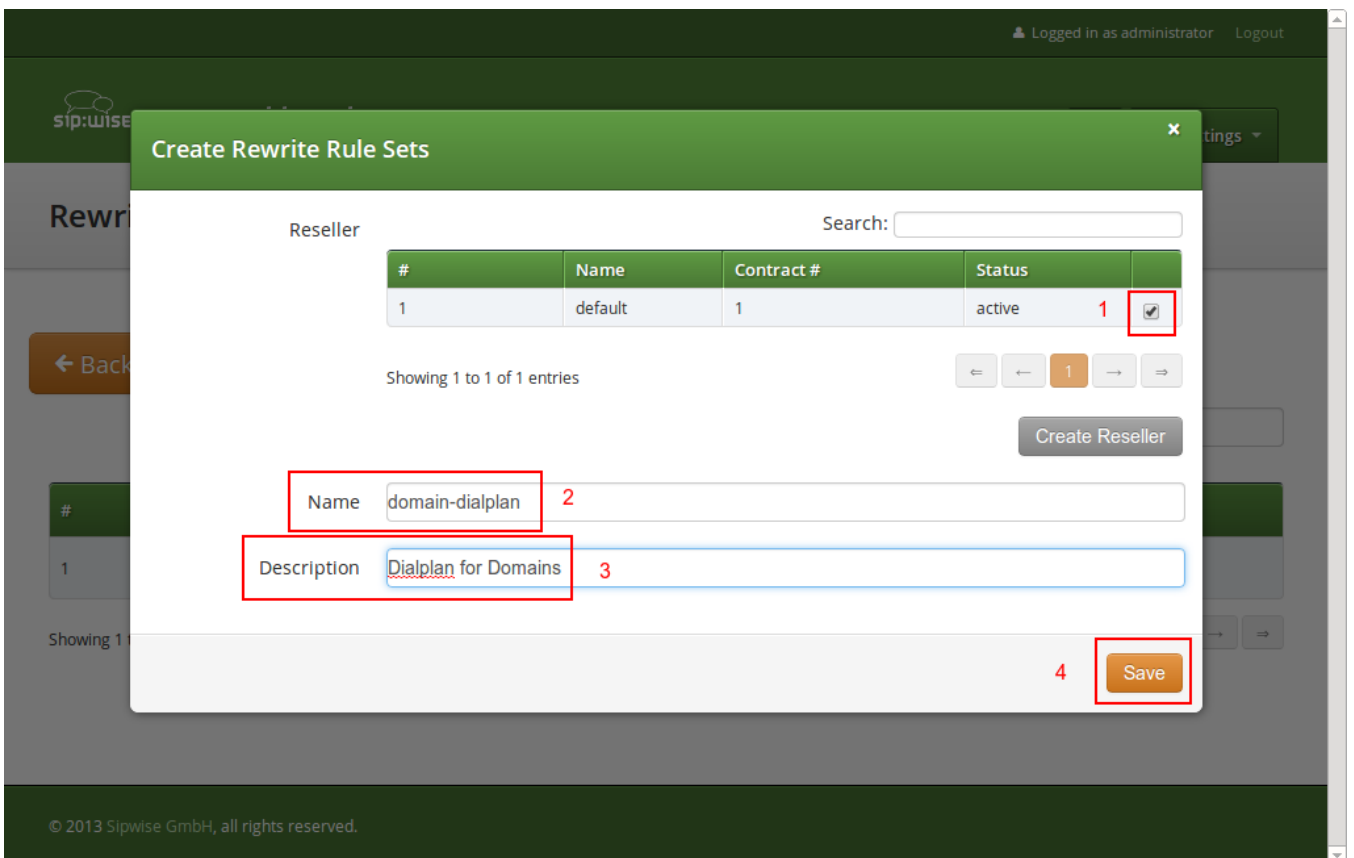 Logged in as administrator Logout
sip:wise
tings
Create Rewrite Rule Sets ×
Rewri
Reseller
Search:
# Name Contract # Status
1 default 1 active 1
← Back
Showing 1 to 1 of 1 entries
⇐ ← 1 → ⇒
Create Reseller
Name domain-dialplan 2
#
Description Dialplan for Domains 3
1
Showing 1
→ ⇒
4 Save
© 2013 Sipwise GmbH, all rights reserved.